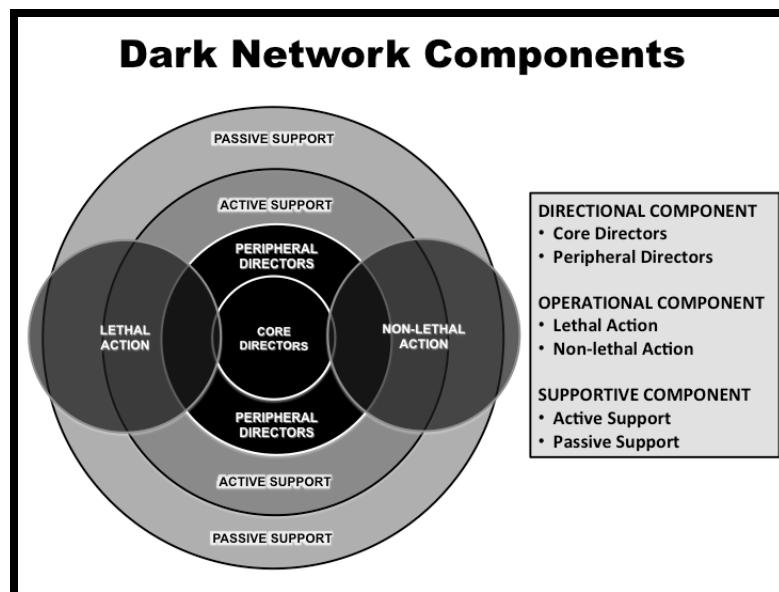 Dark Network Components
PASSIVE SUPPORT
ACTIVE SUPPORT
PERIPHERAL
DIRECTORS
LETHAL
ACTION
CORE
DIRECTORS
NON-LETHAL
ACTION
PERIPHERAL
DIRECTORS
ACTIVE SUPPORT
PASSIVE SUPPORT
DIRECTIONAL COMPONENT
• Core Directors
• Peripheral Directors
OPERATIONAL COMPONENT
• Lethal Action
• Non-lethal Action
SUPPORTIVE COMPONENT
• Active Support
• Passive Support